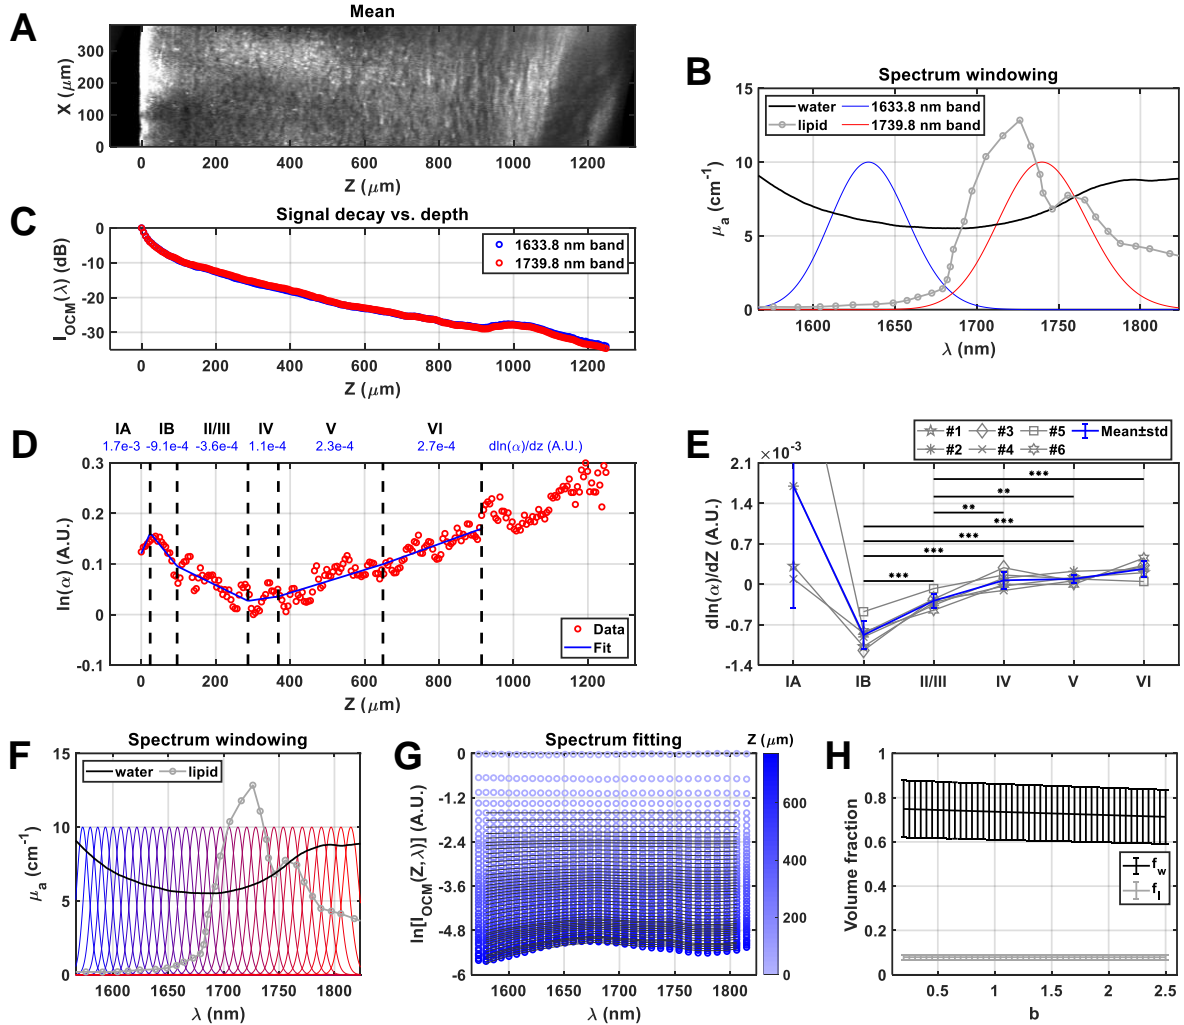 A
Mean
X (μm)
300
200
100
0
0 200 400 600 800 1000 1200
Z (μm)
B
Spectrum windowing
water 1633.8 nm band
lipid 1739.8 nm band
μa (cm-1)
15
10
5
0
1600 1650 1700 1750 1800
λ (nm)
C
Signal decay vs. depth
1633.8 nm band
1739.8 nm band
IOCM(λ) (dB)
0
-10
-20
-30
0 200 400 600 800 1000 1200
Z (μm)
D
IA IB II/III IV V VI
1.7e-3 -9.1e-4 -3.6e-4 1.1e-4 2.3e-4 2.7e-4 dln(α)/dz (A.U.)
ln(α) (A.U.)
0.3
0.2
0.1
0
-0.1
Data
Fit
0 200 400 600 800 1000 1200
Z (μm)
E
#1 #3 #5 Mean±std
#2 #4 #6
×10-3
dln(α)/dZ (A.U.)
2.1
1.4
0.7
0
-0.7
-1.4
***
**
**
***
***
***
***
IA IB II/III IV V VI
F
Spectrum windowing
water lipid
μa (cm-1)
15
10
5
0
1600 1650 1700 1750 1800
λ (nm)
G
Spectrum fitting
Z (μm)
ln[IOCM(Z,λ)] (A.U.)
0
-1.2
-2.4
-3.6
-4.8
-6
600
400
200
0
1600 1650 1700 1750 1800
λ (nm)
H
Volume fraction
1
0.8
0.6
0.4
0.2
0
fw
fl
0.5 1 1.5 2 2.5
b